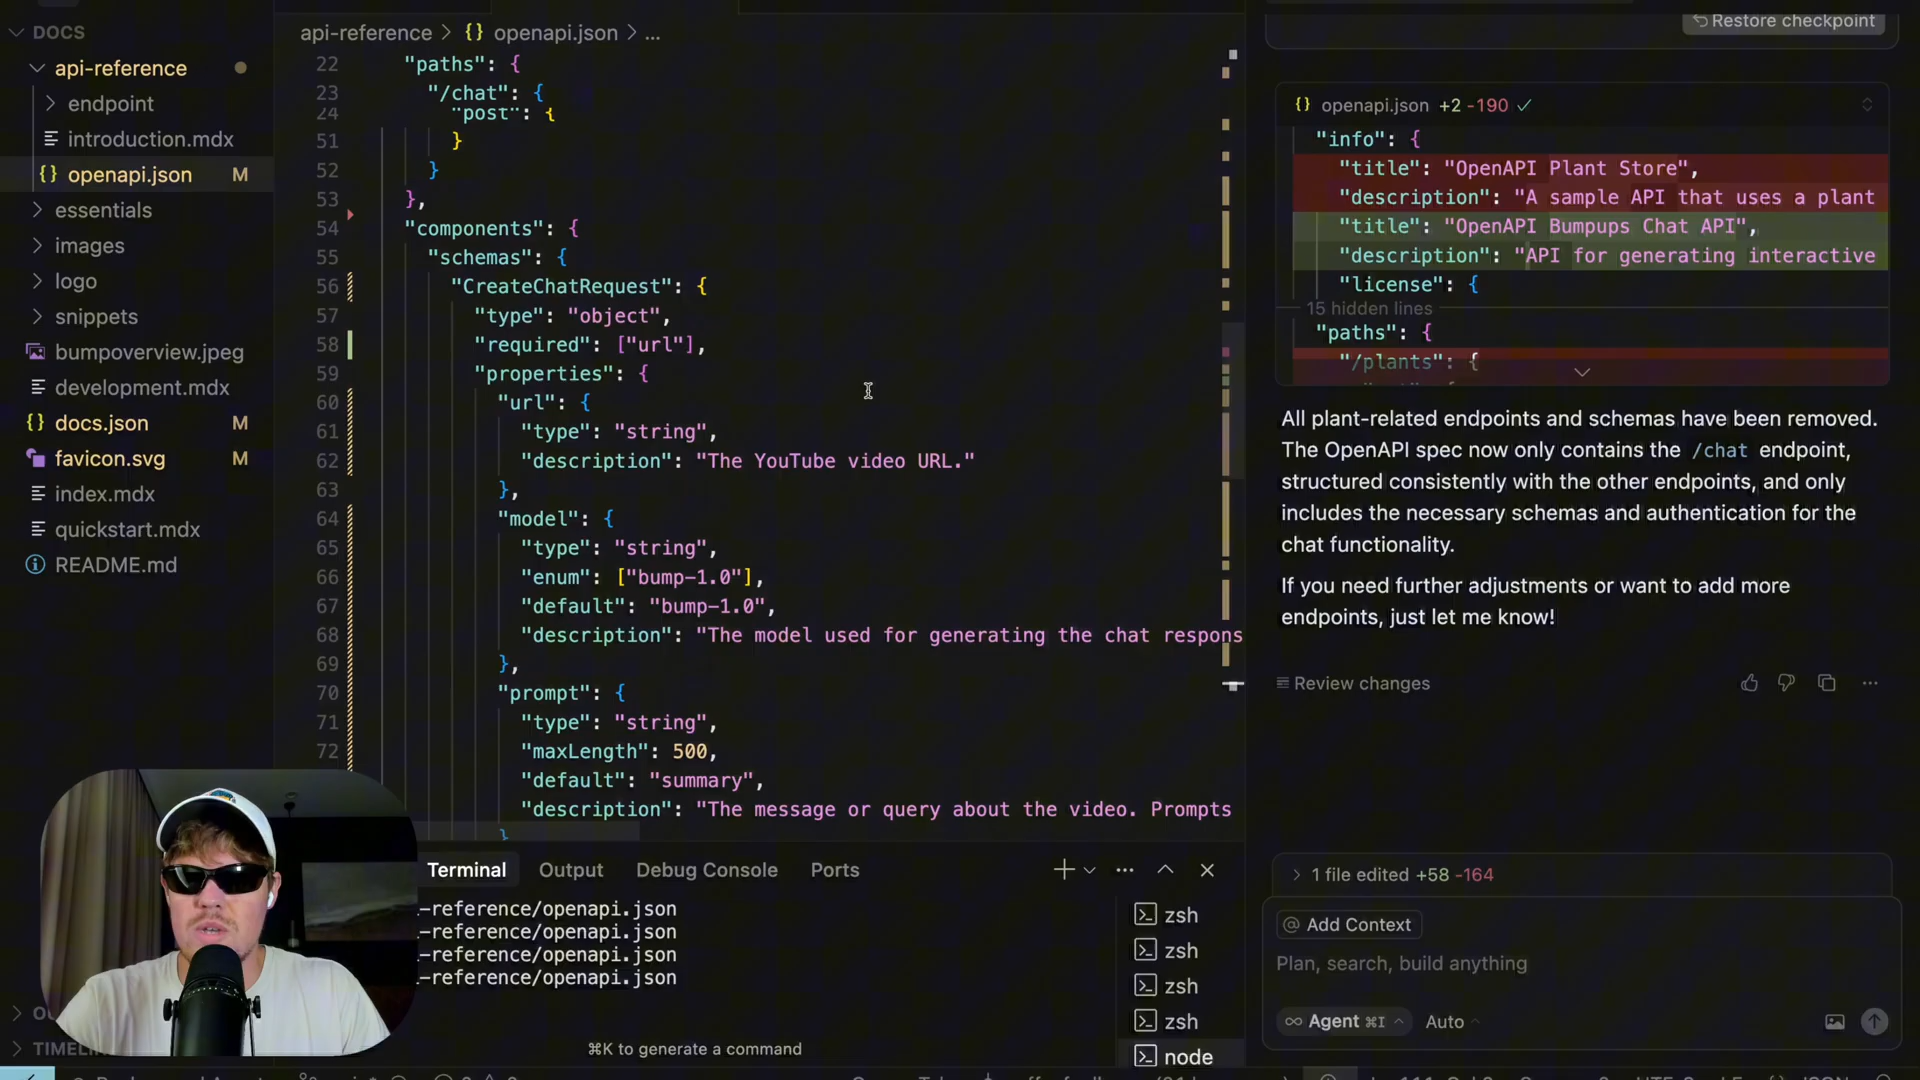 DOCS
api-reference
endpoint
introduction.mdx
openapi.json M
essentials
images
logo
snippets
bumpoverview.jpeg
development.mdx
docs.json M
favicon.svg M
index.mdx
quickstart.mdx
README.md
TIMELI
api-reference > {} openapi.json > ...
22 "paths": {
23 "/chat": {
24 "post": {
51 }
52 }
53 },
54 "components": {
55 "schemas": {
56 "CreateChatRequest": {
57 "type": "object",
58 "required": ["url"],
59 "properties": {
60 "url": {
61 "type": "string",
62 "description": "The YouTube video URL."
63 },
64 "model": {
65 "type": "string",
66 "enum": ["bump-1.0"],
67 "default": "bump-1.0",
68 "description": "The model used for generating the chat respons
69 },
70 "prompt": {
71 "type": "string",
72 "maxLength": 500,
"default": "summary",
"description": "The message or query about the video. Prompts
}
Terminal Output Debug Console Ports
-reference/openapi.json
-reference/openapi.json
-reference/openapi.json
-reference/openapi.json
⌘K to generate a command
zsh
zsh
zsh
zsh
node
Restore checkpoint
{} openapi.json +2 -190
"info": {
"title": "OpenAPI Plant Store",
"description": "A sample API that uses a plant
"title": "OpenAPI Bumpups Chat API",
"description": "API for generating interactive
"license": {
15 hidden lines
"paths": {
"/plants": {
All plant-related endpoints and schemas have been removed.
The OpenAPI spec now only contains the /chat endpoint,
structured consistently with the other endpoints, and only
includes the necessary schemas and authentication for the
chat functionality.
If you need further adjustments or want to add more
endpoints, just let me know!
Review changes
1 file edited +58 -164
@ Add Context
Plan, search, build anything
∞ Agent ⌘I Auto